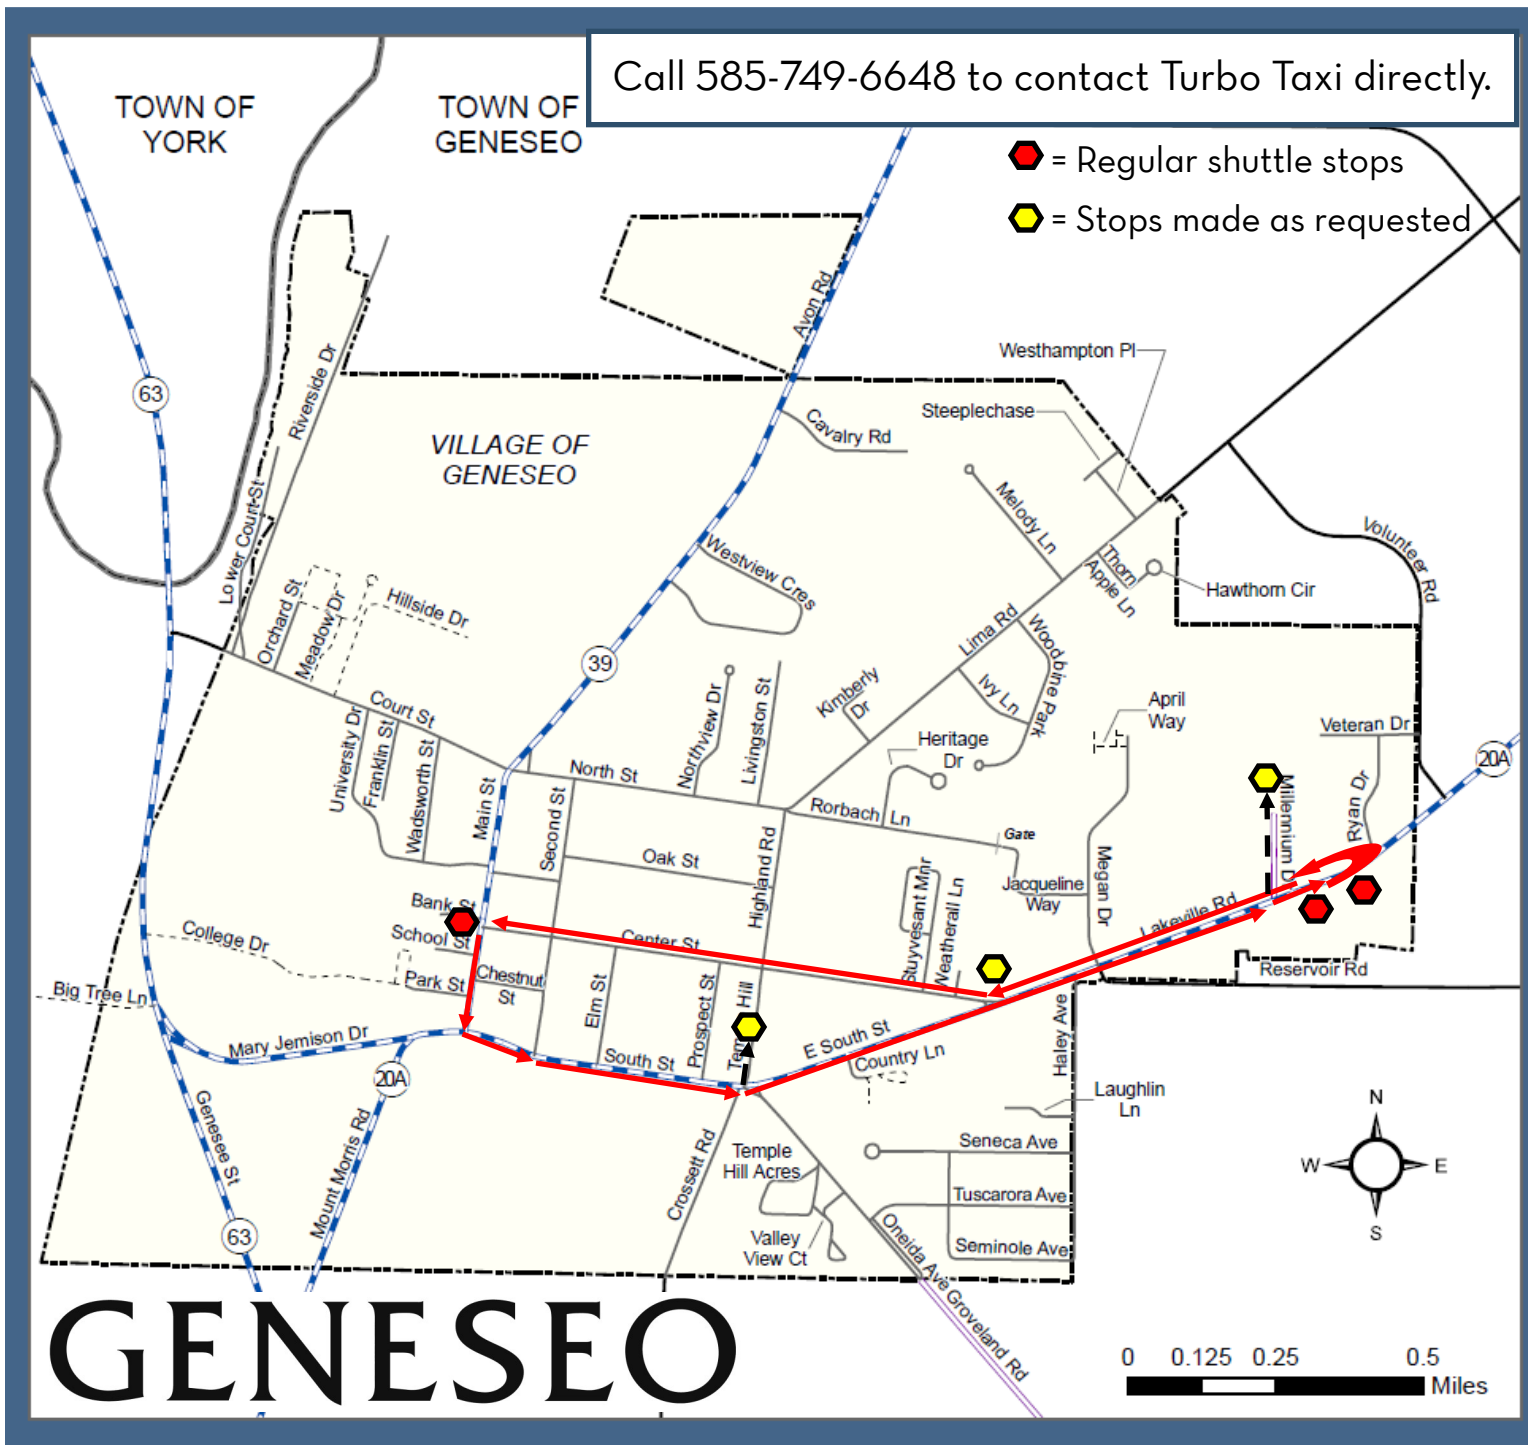 Call 585-749-6648 to contact Turbo Taxi directly.
TOWN OF
YORK
TOWN OF
GENESEO
= Regular shuttle stops
= Stops made as requested
Avon Rd
Westhampton Pl
Riverside Dr
63
Steeplechase
Cavalry Rd
VILLAGE OF
GENESEO
Melody Ln
Lower Court St
Volunteer Rd
Westview Cres
Thorn
Apple Ln
Hawthorn Cir
Orchard St
Meadow Dr
Hillside Dr
Lima Rd
Woodbine Park
39
Ivy Ln
Kimberly
Dr
Northview Dr
Livingston St
April
Way
Court St
University Dr
Franklin St
Wadsworth St
Heritage
Dr
Veteran Dr
20A
North St
Main St
Second St
Rorbach Ln
Gate
Millennium Dr
Ryan Dr
Oak St
Highland Rd
Stuyvesant Mnr
Weatherall Ln
Jacqueline
Way
Megan Dr
Bank St
Lakeville Rd
College Dr
School St
Center St
Reservoir Rd
Park St
Chestnut
St
Big Tree Ln
Elm St
Prospect St
Hill
Mary Jemison Dr
E South St
Haley Ave
South St
Country Ln
20A
Laughlin
Ln
Genesee St
Mount Morris Rd
Crossett Rd
Temple
Hill Acres
Seneca Ave
N
W
E
S
Tuscarora Ave
63
Valley
View Ct
Oneida Ave
Seminole Ave
Groveland Rd
GENESEO
0 0.125 0.25 0.5
Miles